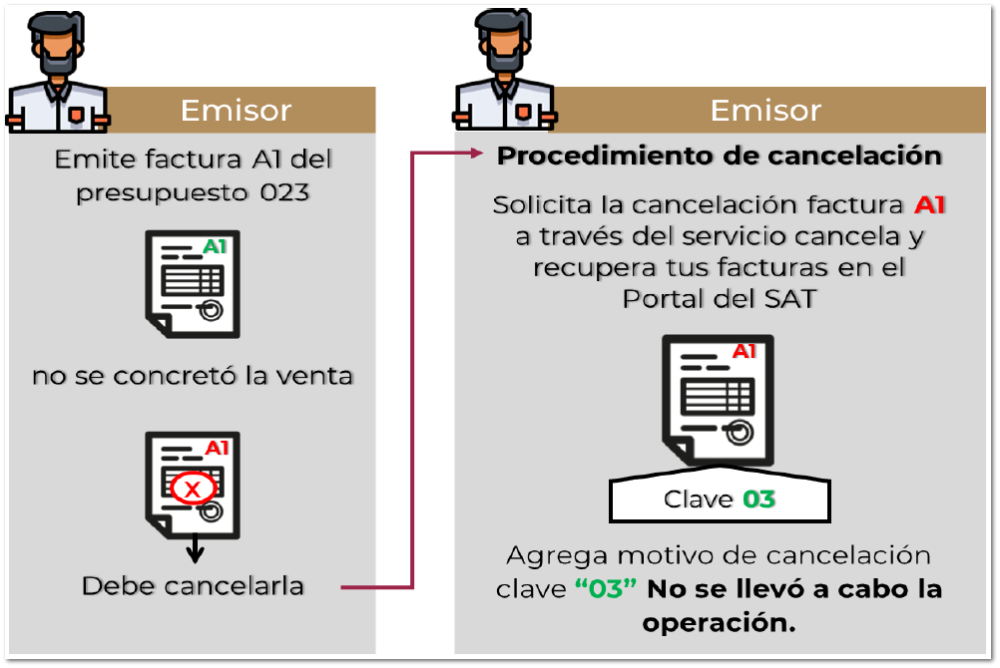 Emisor
Emite factura A1 del
presupuesto 023
A1
no se concretó la venta
A1
X
Debe cancelarla
Emisor
Procedimiento de cancelación
Solicita la cancelación factura A1
a través del servicio cancela y
recupera tus facturas en el
Portal del SAT
A1
Clave 03
Agrega motivo de cancelación
clave “03” No se llevó a cabo la
operación.